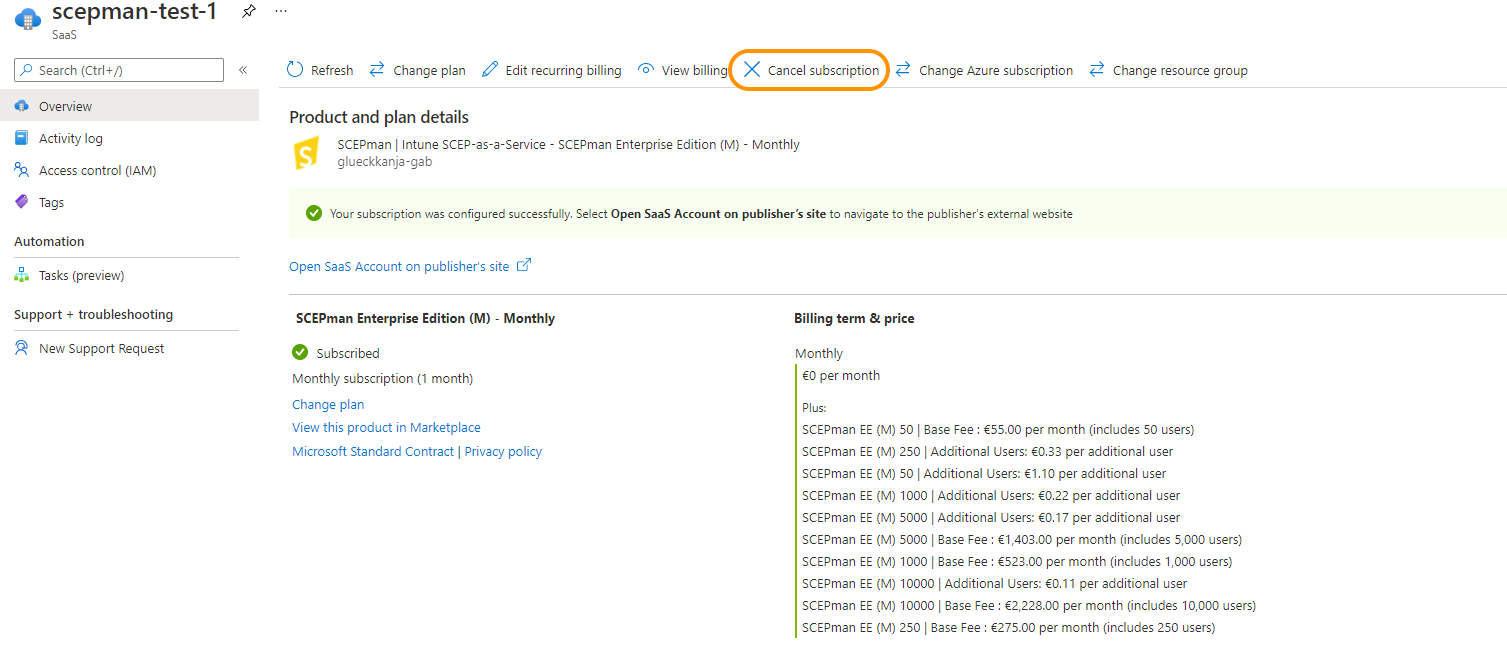 scepman-test-1
SaaS
Search (Ctrl+/)
Overview
Activity log
Access control (IAM)
Tags
Automation
Tasks (preview)
Support + troubleshooting
New Support Request
Refresh Change plan Edit recurring billing View billing Cancel subscription Change Azure subscription Change resource group
Product and plan details
S
SCEPman | Intune SCEP-as-a-Service - SCEPman Enterprise Edition (M) - Monthly
glueckkanja-gab
Your subscription was configured successfully. Select Open SaaS Account on publisher's site to navigate to the publisher's external website
Open SaaS Account on publisher's site
SCEPman Enterprise Edition (M) - Monthly
Subscribed
Monthly subscription (1 month)
Change plan
View this product in Marketplace
Microsoft Standard Contract | Privacy policy
Billing term & price
Monthly
€0 per month
Plus:
SCEPman EE (M) 50 | Base Fee : €55.00 per month (includes 50 users)
SCEPman EE (M) 250 | Additional Users: €0.33 per additional user
SCEPman EE (M) 50 | Additional Users: €1.10 per additional user
SCEPman EE (M) 1000 | Additional Users: €0.22 per additional user
SCEPman EE (M) 5000 | Additional Users: €0.17 per additional user
SCEPman EE (M) 5000 | Base Fee : €1,403.00 per month (includes 5,000 users)
SCEPman EE (M) 1000 | Base Fee : €523.00 per month (includes 1,000 users)
SCEPman EE (M) 10000 | Additional Users: €0.11 per additional user
SCEPman EE (M) 10000 | Base Fee : €2,228.00 per month (includes 10,000 users)
SCEPman EE (M) 250 | Base Fee : €275.00 per month (includes 250 users)